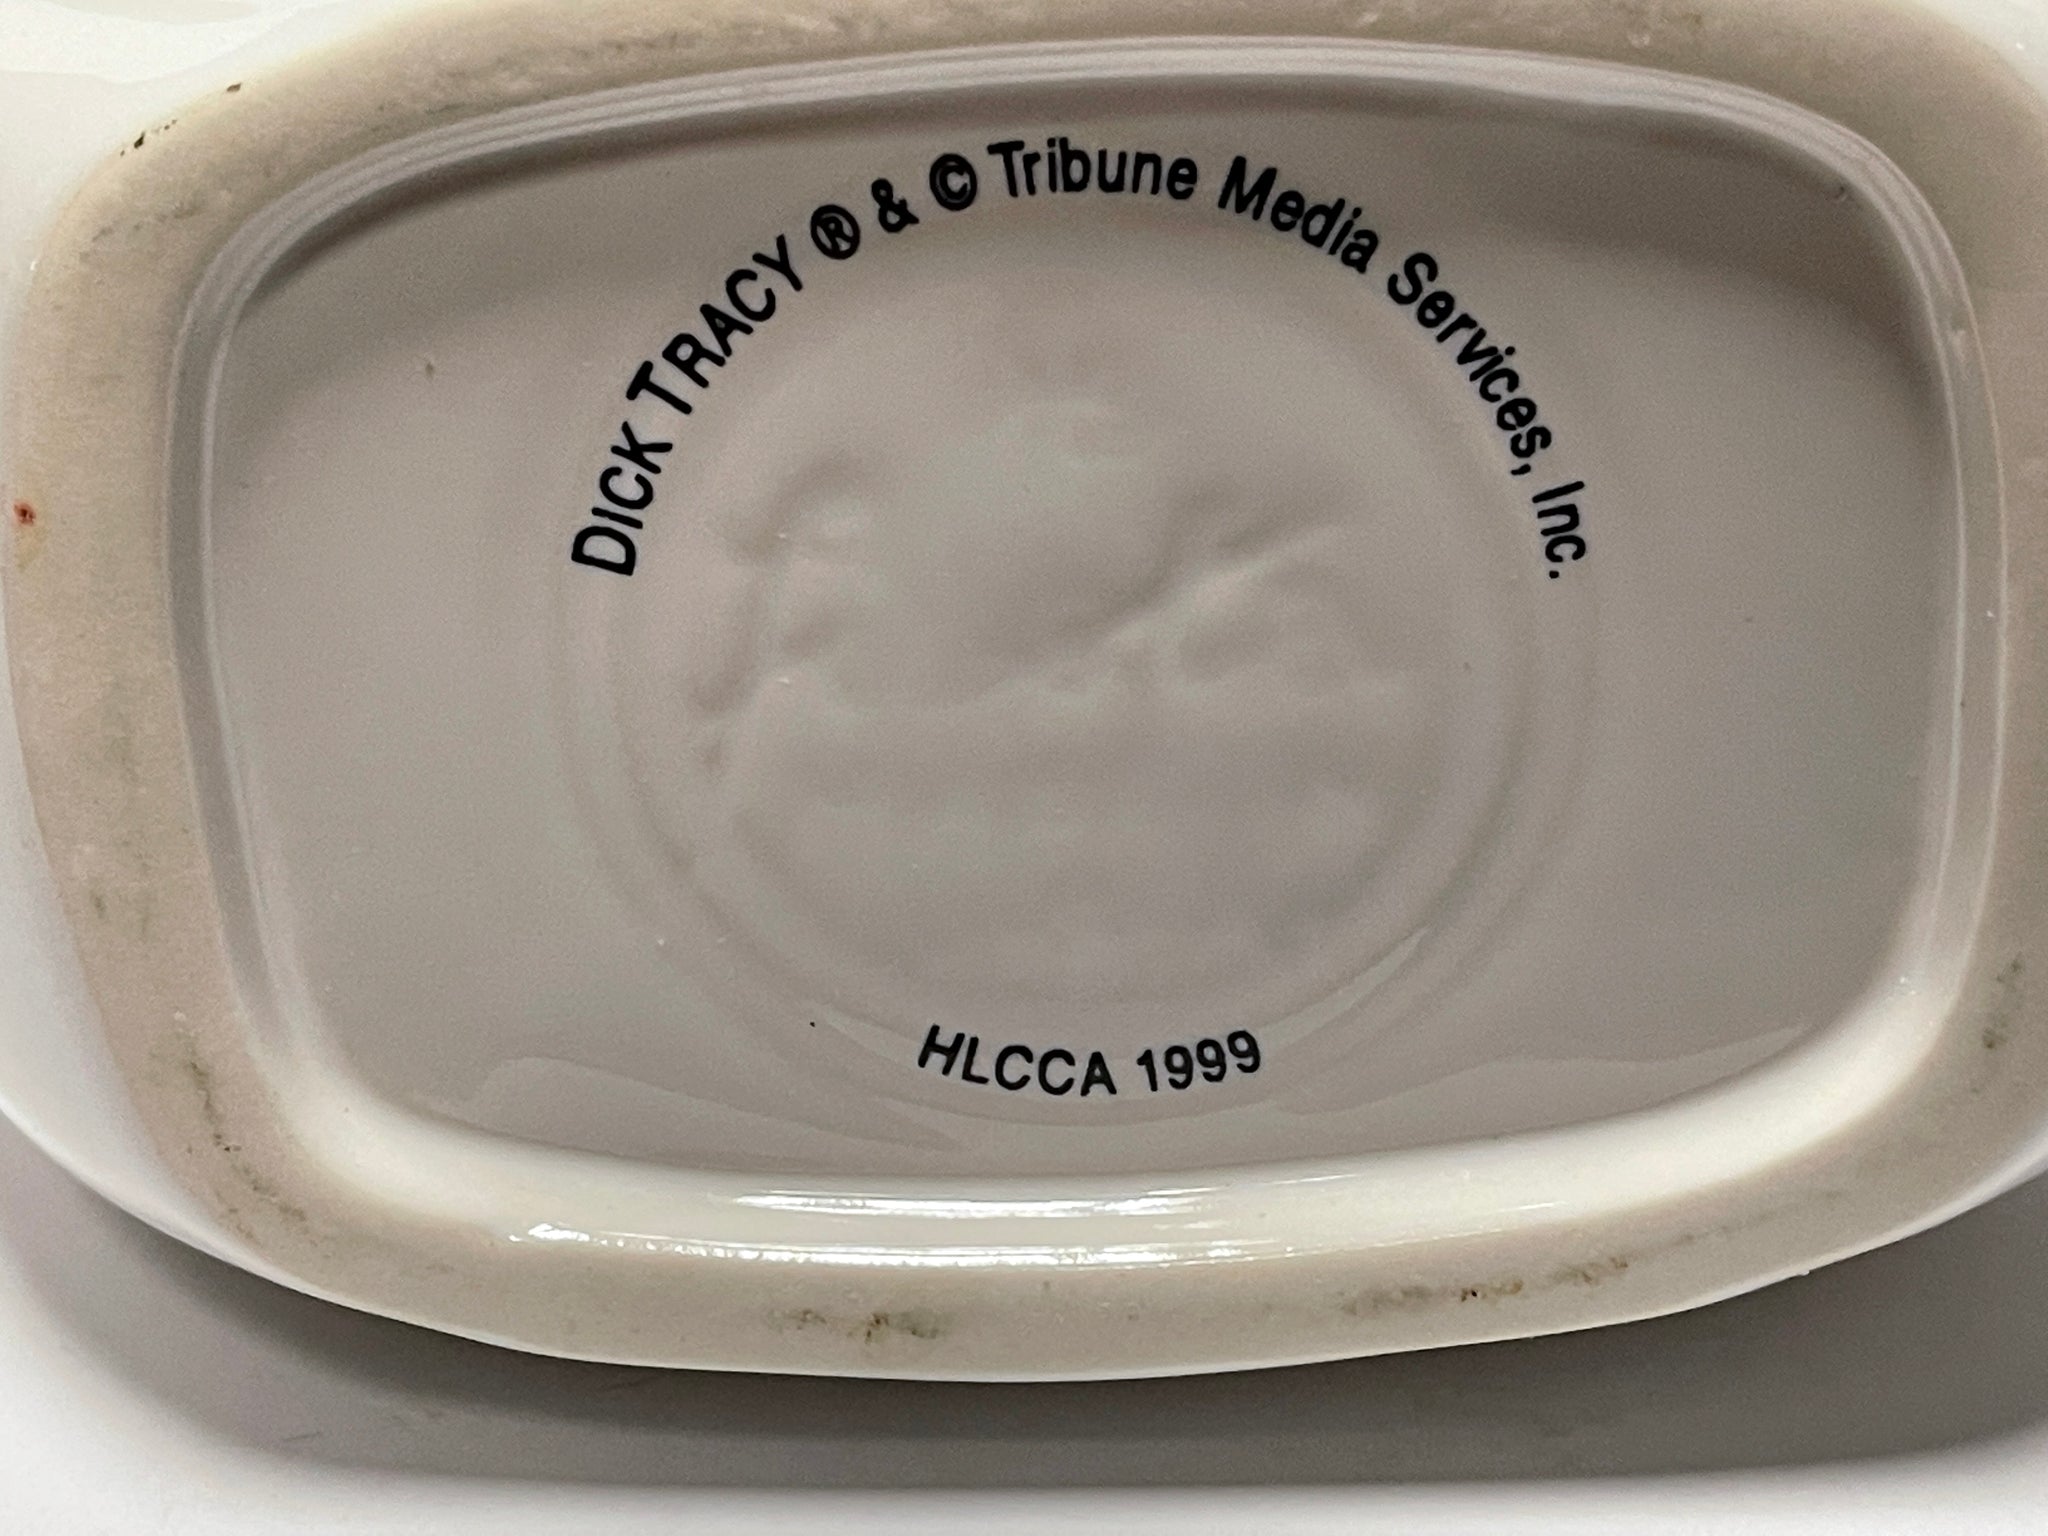 DICK TRACY ® & © Tribune Media Services, Inc.
HLCCA 1999